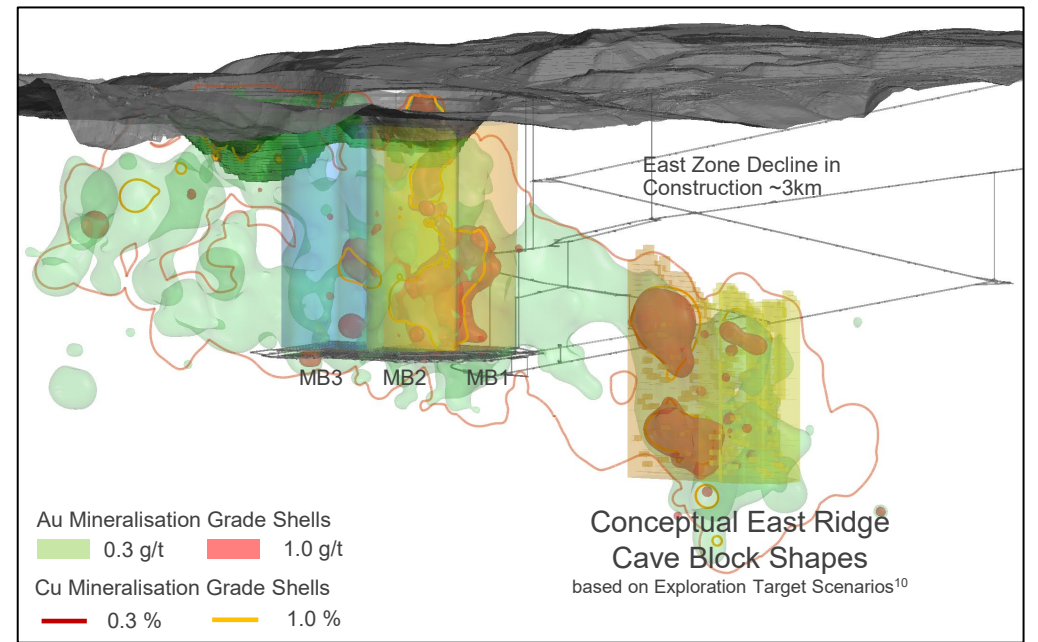 East Zone Decline in
Construction ~3km
MB3 MB2 MB1
Conceptual East Ridge
Cave Block Shapes
based on Exploration Target Scenarios¹⁰
Au Mineralisation Grade Shells
0.3 g/t 1.0 g/t
Cu Mineralisation Grade Shells
0.3 % 1.0 %